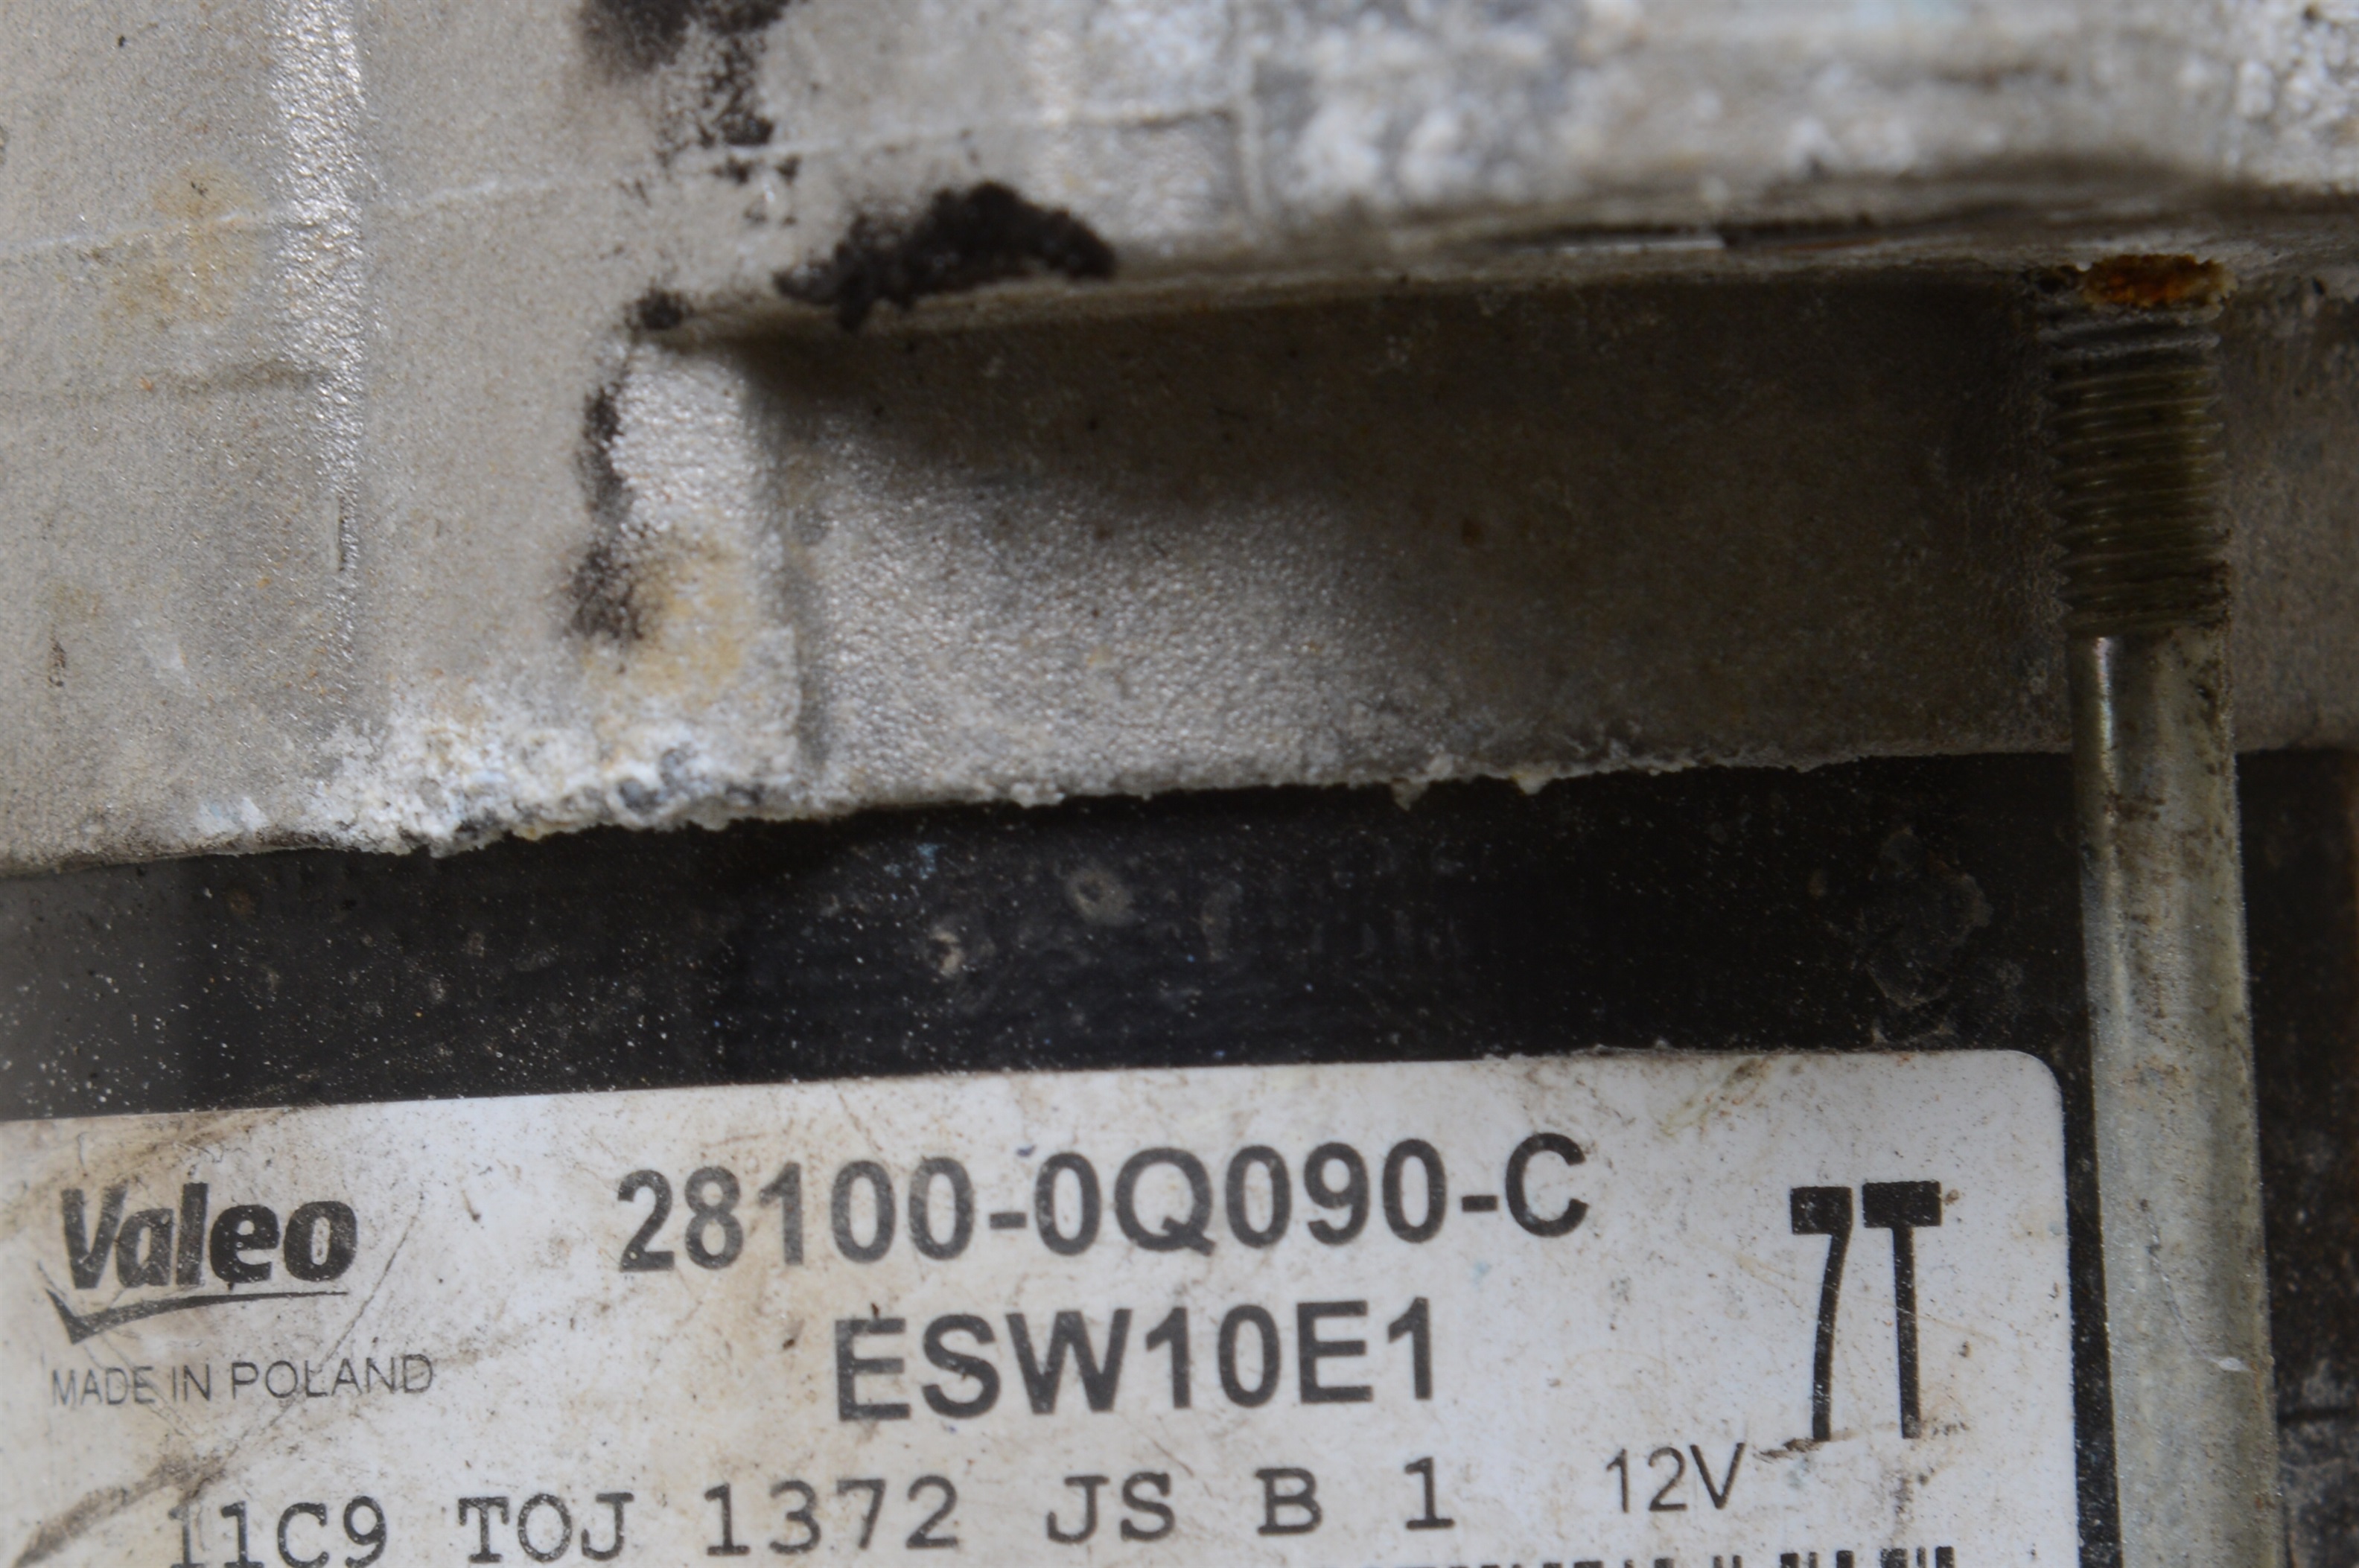 Valeo 28100-0Q090-C 7T
ESW10E1
MADE IN POLAND
11C9 TOJ 1372 JS B 1 12V